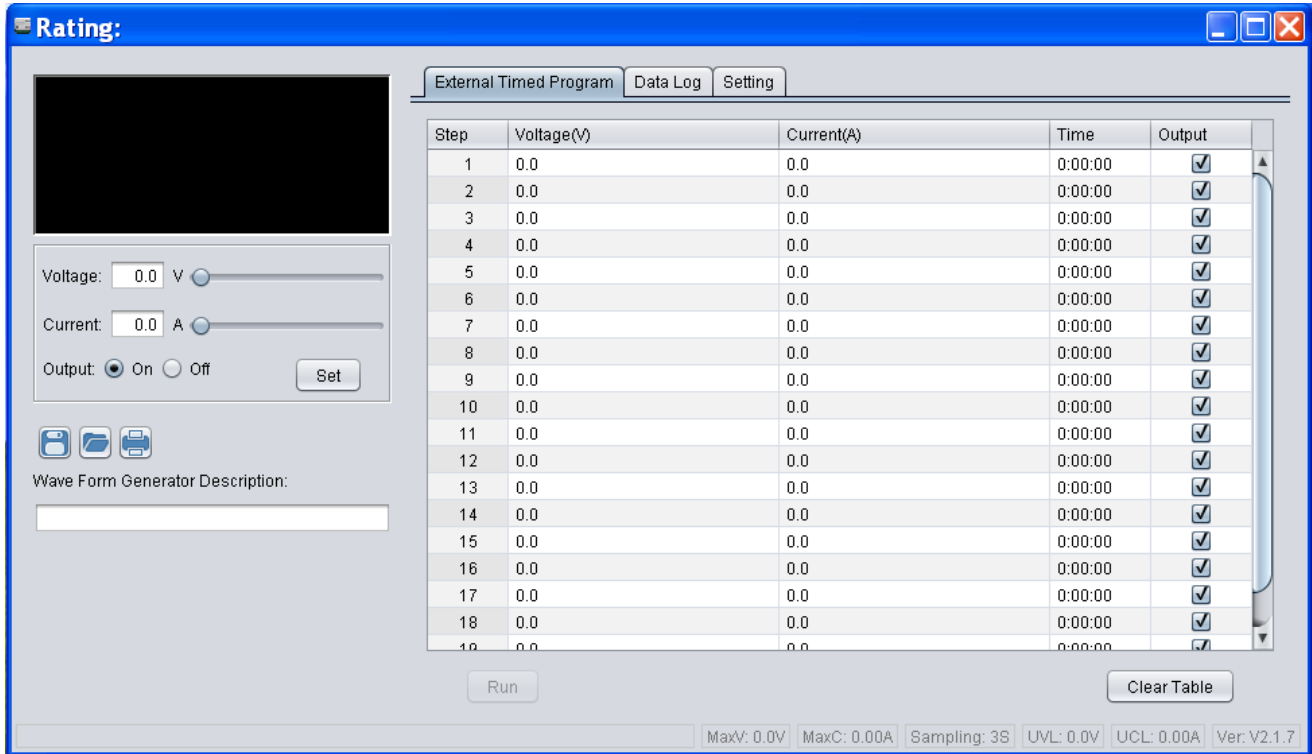 Rating:
Voltage: 0.0 V
Current: 0.0 A
Output: On Off
Set
Wave Form Generator Description:
External Timed Program Data Log Setting
Step Voltage(V) Current(A) Time Output
1 0.0 0.0 0:00:00
2 0.0 0.0 0:00:00
3 0.0 0.0 0:00:00
4 0.0 0.0 0:00:00
5 0.0 0.0 0:00:00
6 0.0 0.0 0:00:00
7 0.0 0.0 0:00:00
8 0.0 0.0 0:00:00
9 0.0 0.0 0:00:00
10 0.0 0.0 0:00:00
11 0.0 0.0 0:00:00
12 0.0 0.0 0:00:00
13 0.0 0.0 0:00:00
14 0.0 0.0 0:00:00
15 0.0 0.0 0:00:00
16 0.0 0.0 0:00:00
17 0.0 0.0 0:00:00
18 0.0 0.0 0:00:00
19 0.0 0.0 0:00:00
Run Clear Table
MaxV: 0.0V MaxC: 0.00A Sampling: 3S UVL: 0.0V UCL: 0.00A Ver: V2.1.7